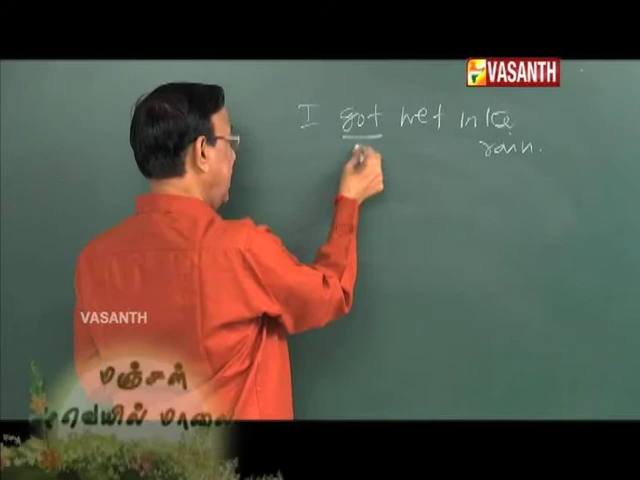 VASANTH
I got wet in the
rain.
VASANTH
மஞ்சள்
வெயில் மாலை